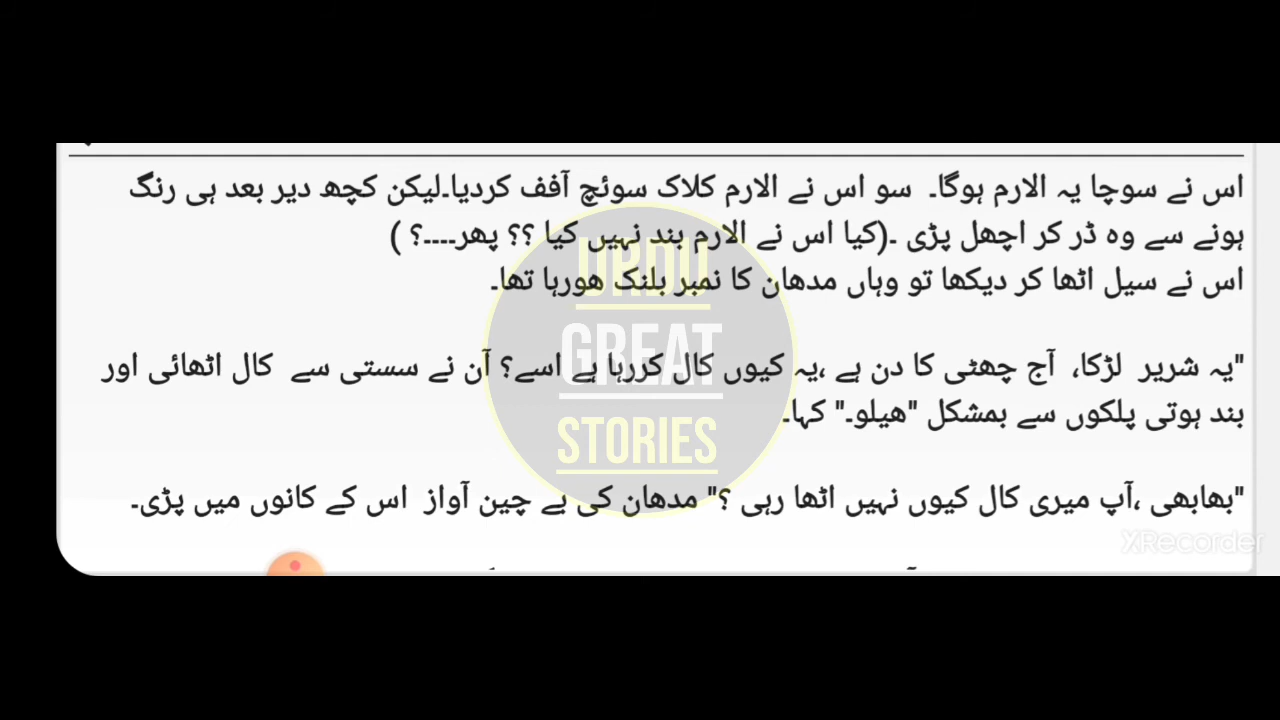 اس نے سوچا یہ الارم ہوگا۔ سو اس نے الارم کلاک سوئچ آفف کردیا۔لیکن کچھ دیر بعد ہی رنگ
ہونے سے وہ ڈر کر اچھل پڑی ۔(کیا اس نے الارم بند نہیں کیا ؟؟ پھر۔۔۔۔؟ )
اس نے سیل اٹھا کر دیکھا تو وہاں مدھان کا نمبر بلنک ھورہا تھا۔
"یہ شریر لڑکا، آج چھٹی کا دن ہے ،یہ کیوں کال کررہا ہے اسے؟ آن نے سستی سے کال اٹھائی اور
بند ہوتی پلکوں سے بمشکل "ھیلو۔" کہا۔
"بھابھی ،آپ میری کال کیوں نہیں اٹھا رہی ؟" مدھان کی بے چین آواز اس کے کانوں میں پڑی۔
URDU
GREAT
STORIES
XRecorder